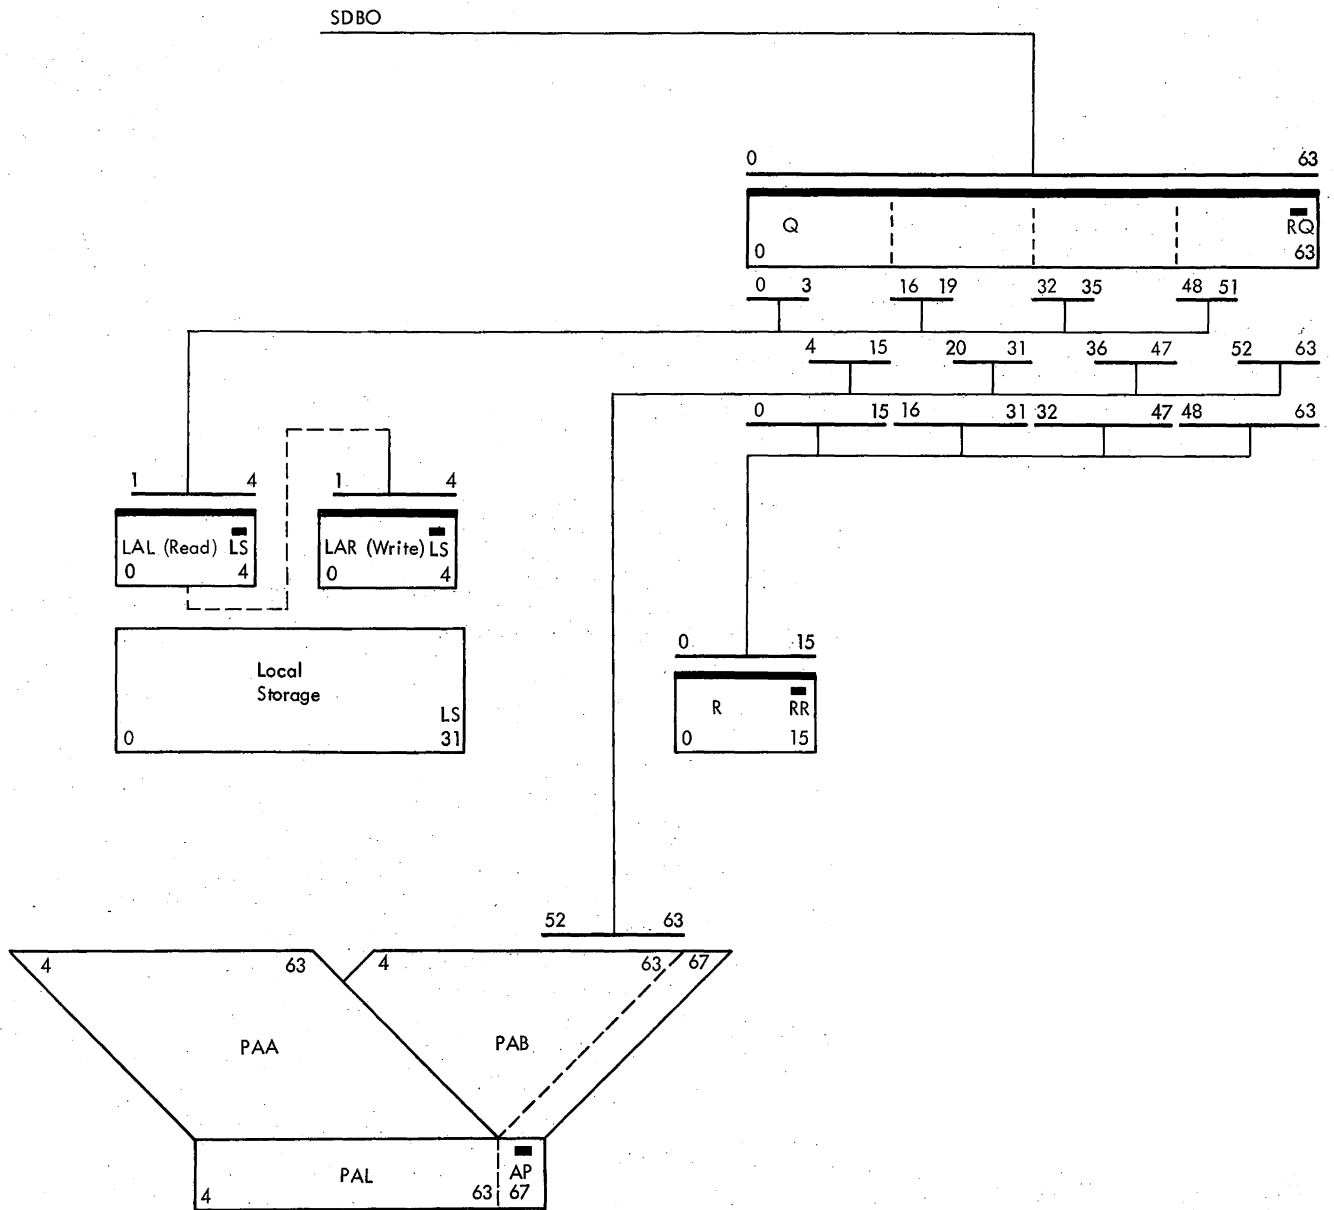 SDBO
0 63
Q RQ
0 63
0 3 16 19 32 35 48 51
4 15 20 31 36 47 52 63
0 15 16 31 32 47 48 63
1 4 1 4
LAL (Read) LS LAR (Write) LS
0 4 0 4
0 15
Local
Storage
R RR
LS
0 31 0 15
52 63
4 63 4 63 67
PAA PAB
PAL AP
4 63 67